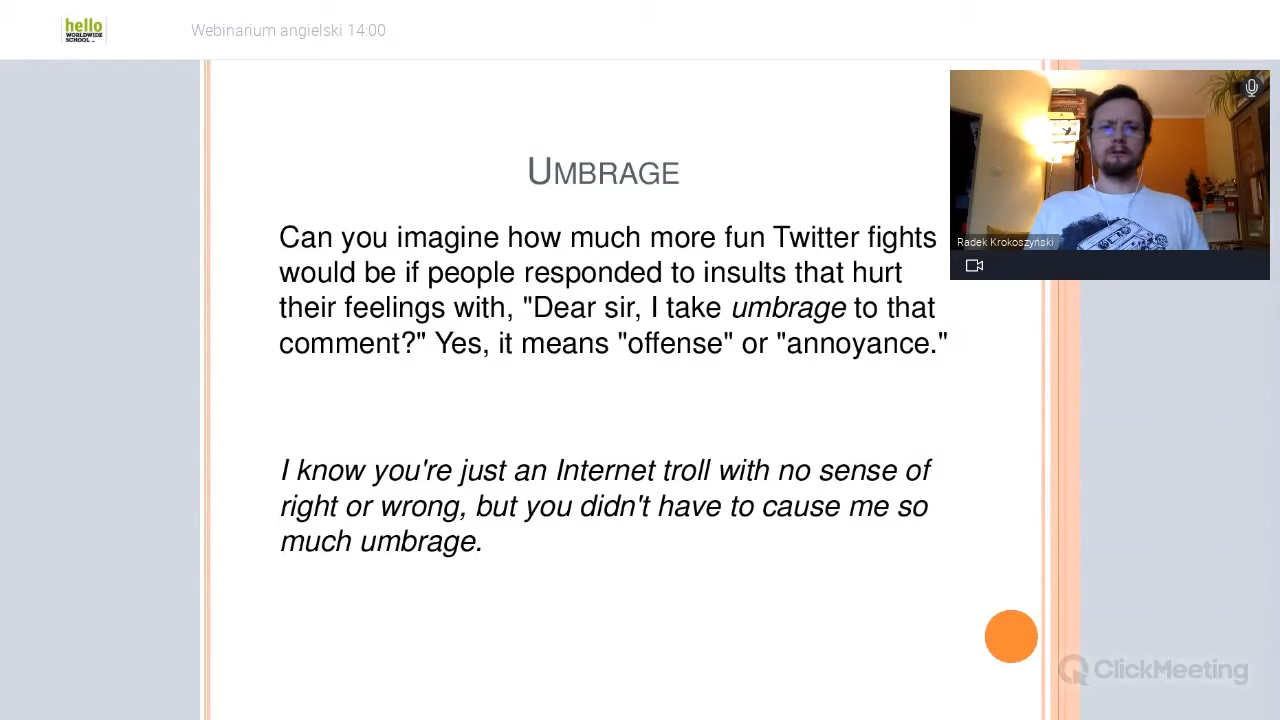 hello
WORLDWIDE
SCHOOL
Webinarium angielski 14:00
UMBRAGE
Can you imagine how much more fun Twitter fights
would be if people responded to insults that hurt
their feelings with, "Dear sir, I take umbrage to that
comment?" Yes, it means "offense" or "annoyance."
I know you're just an Internet troll with no sense of
right or wrong, but you didn't have to cause me so
much umbrage.
Radek Krokoszyński
ClickMeeting